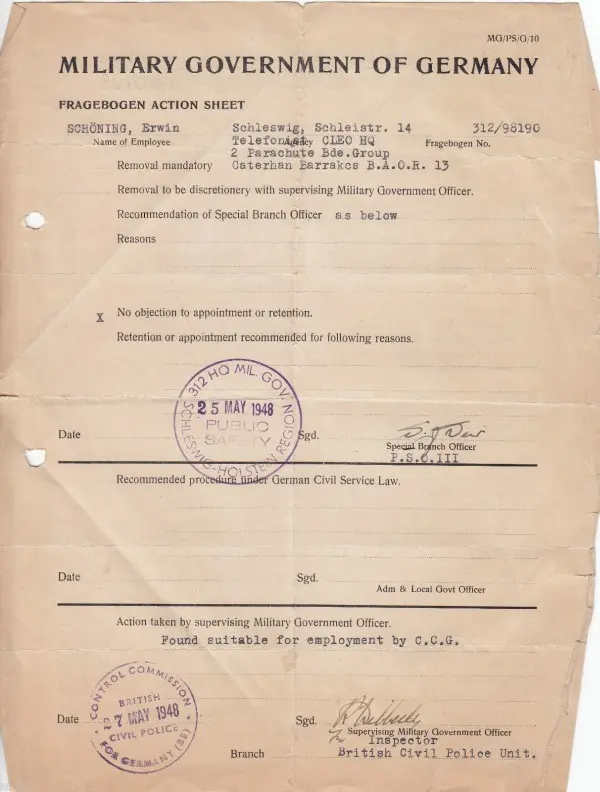 MG/PS/G/10
MILITARY GOVERNMENT OF GERMANY
FRAGEBOGEN ACTION SHEET
SCHÖNING, Erwin Schleswig, Schleistr. 14 312/98190
Telefonist CLEO HQ
Name of Employee Agency Fragebogen No.
2 Parachute Bde.Group
Removal mandatory Caterhan Barrakcs B.A.O.R. 13
Removal to be discretionery with supervising Military Government Officer.
Recommendation of Special Branch Officer as below
Reasons
X No objection to appointment or retention.
Retention or appointment recommended for following reasons.
312 HQ MIL. GOV.
SCHLESWIG-HOLSTEIN REGION
25 MAY 1948
PUBLIC
SAFETY
Date Sgd.
Special Branch Officer
P.S.O.III
Recommended procedure under German Civil Service Law.
Date Sgd.
Adm & Local Govt Officer
Action taken by supervising Military Government Officer.
Found suitable for employment by C.C.G.
CONTROL COMMISSION
BRITISH
27 MAY 1948
CIVIL POLICE
FOR GERMANY (BE)
Date Sgd.
Supervising Military Government Officer
Inspector
Branch British Civil Police Unit.